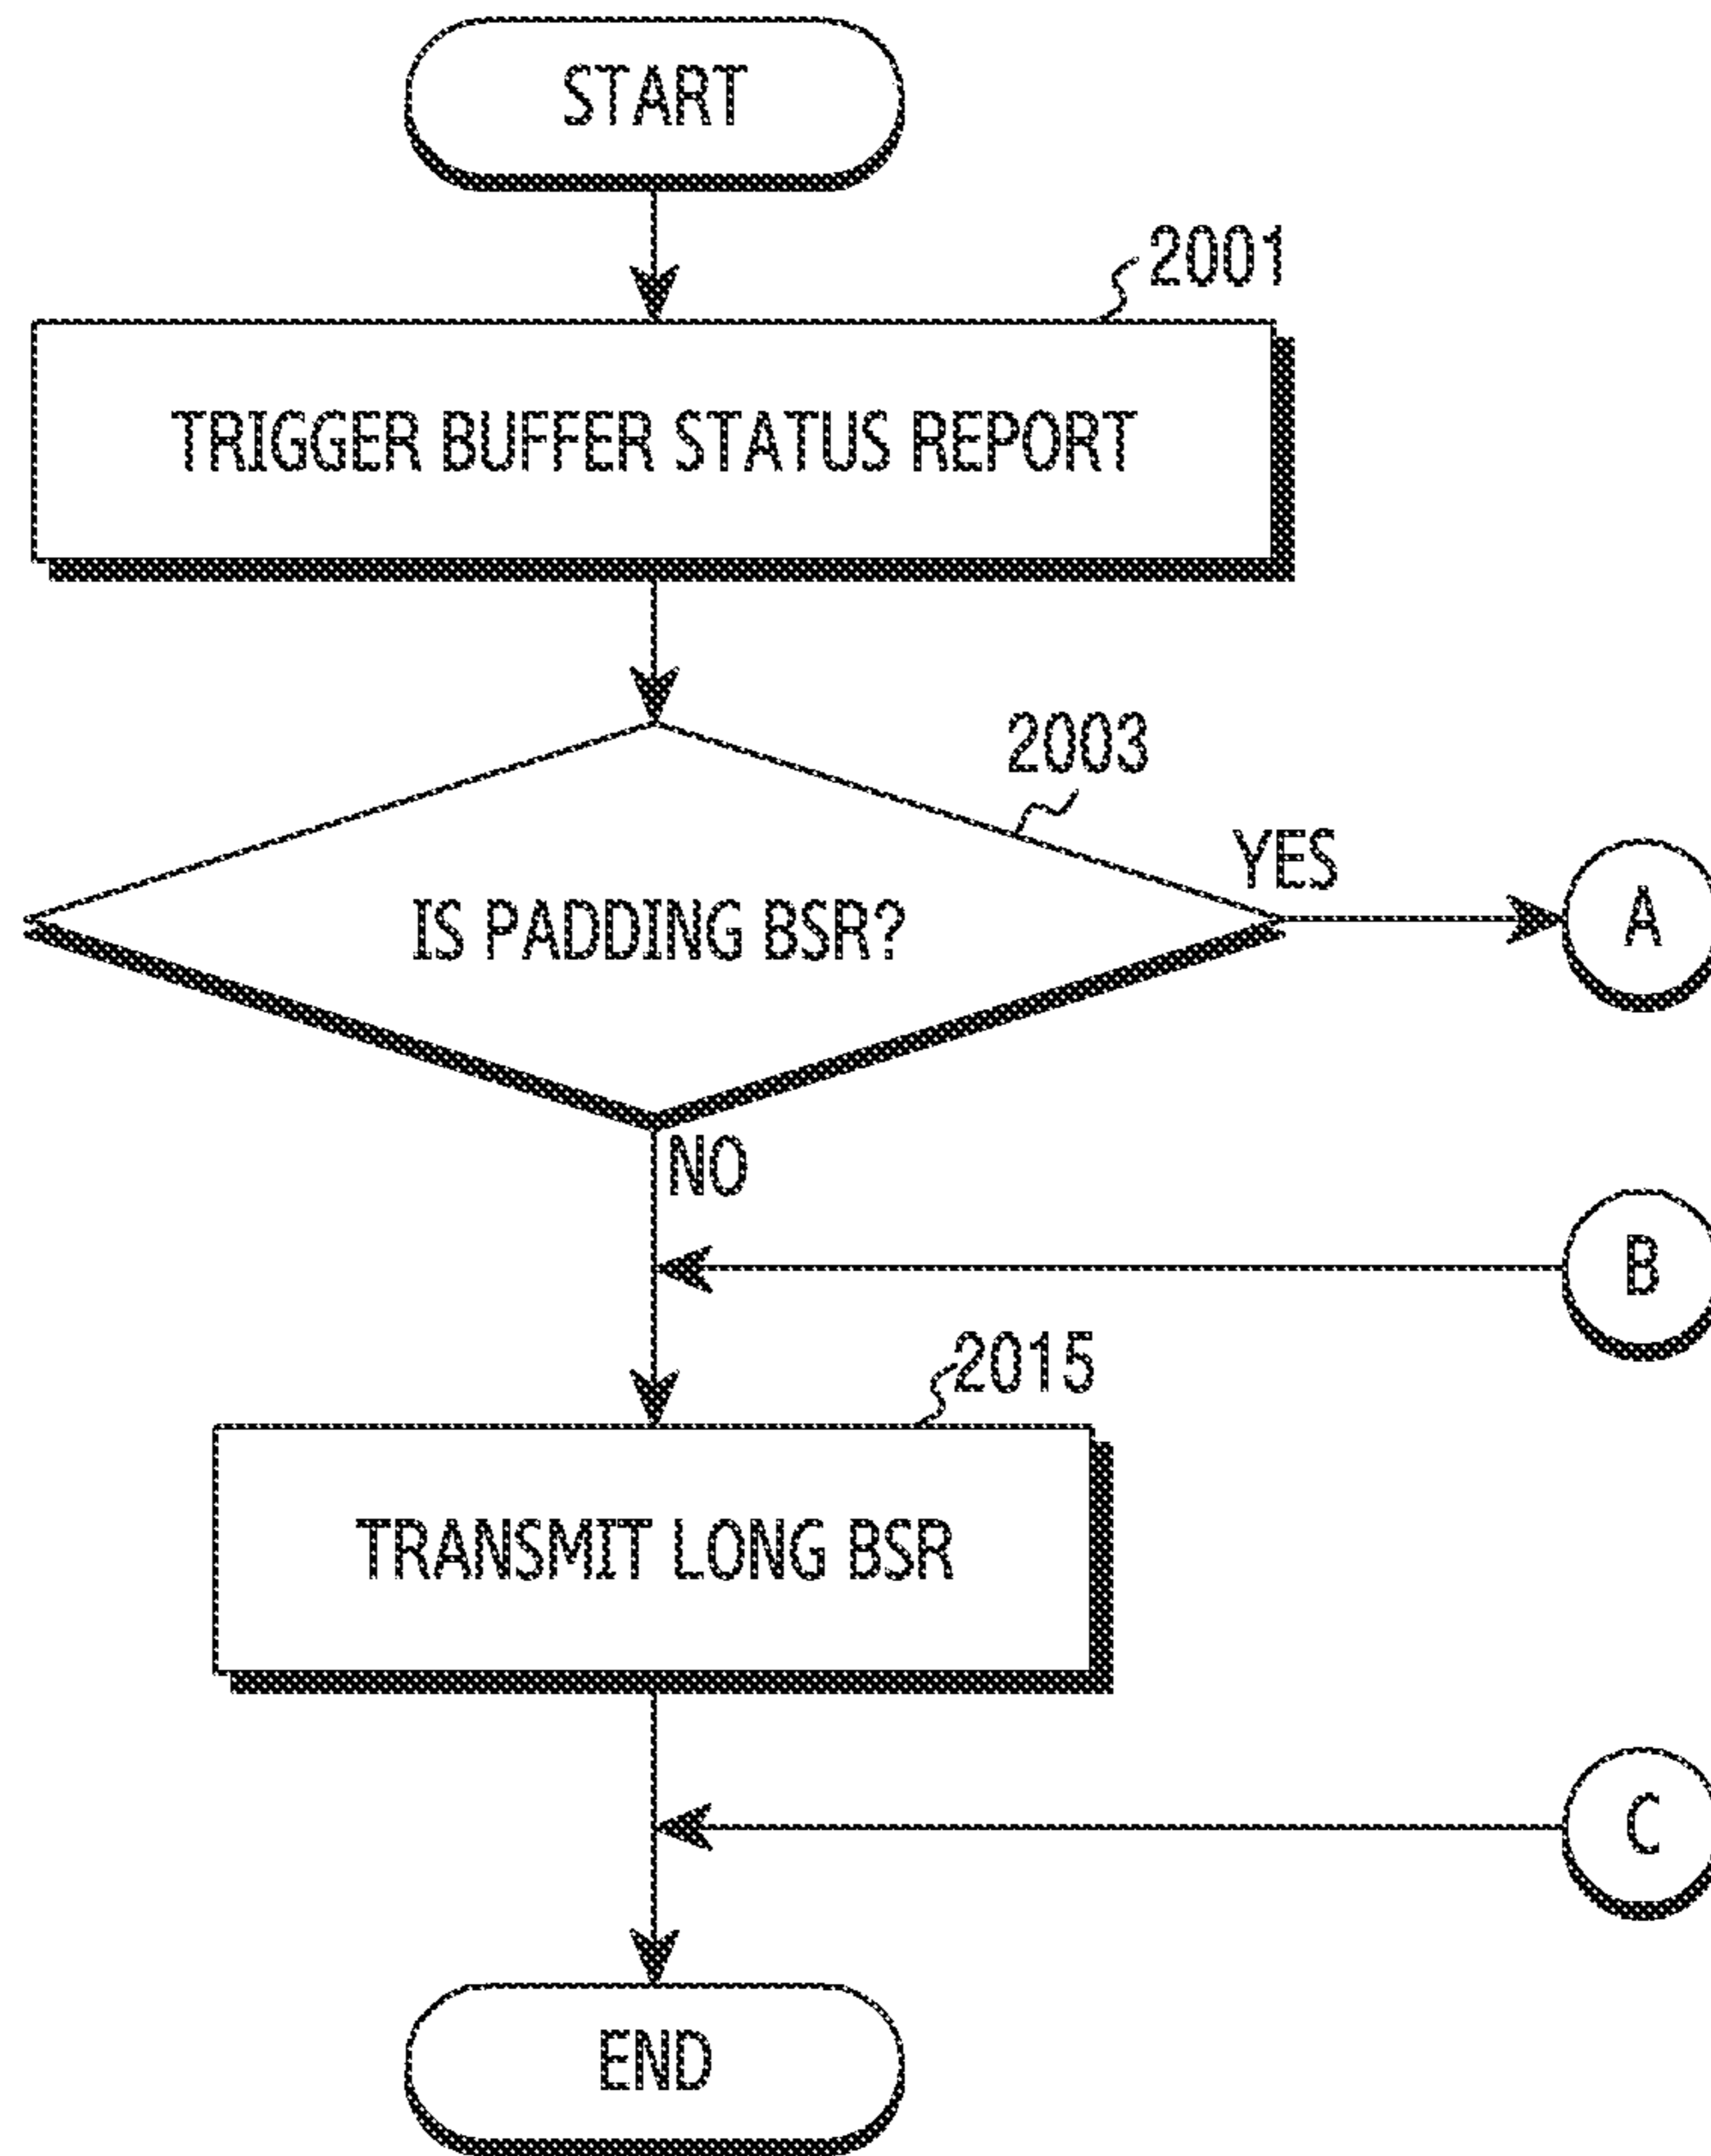 START
2001
TRIGGER BUFFER STATUS REPORT
2003
YES
IS PADDING BSR?
A
NO
B
2015
TRANSMIT LONG BSR
C
END